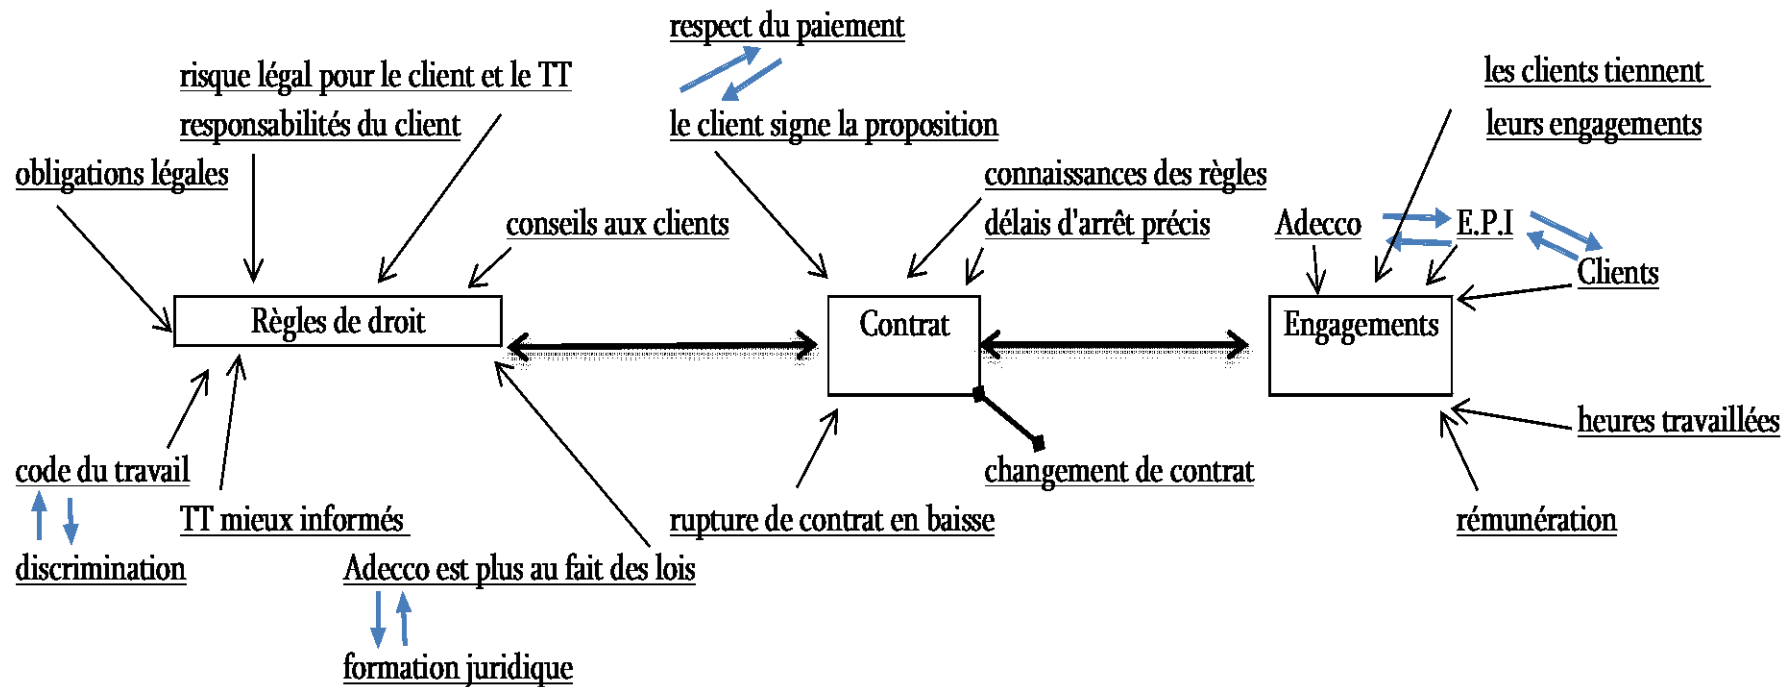 respect du paiement
risque légal pour le client et le TT
les clients tiennent
responsabilités du client
le client signe la proposition
leurs engagements
obligations légales
connaissances des règles
conseils aux clients
délais d'arrêt précis
Adecco
E.P.I
Clients
Règles de droit
Contrat
Engagements
heures travaillées
code du travail
changement de contrat
TT mieux informés
rupture de contrat en baisse
rémunération
discrimination
Adecco est plus au fait des lois
formation juridique